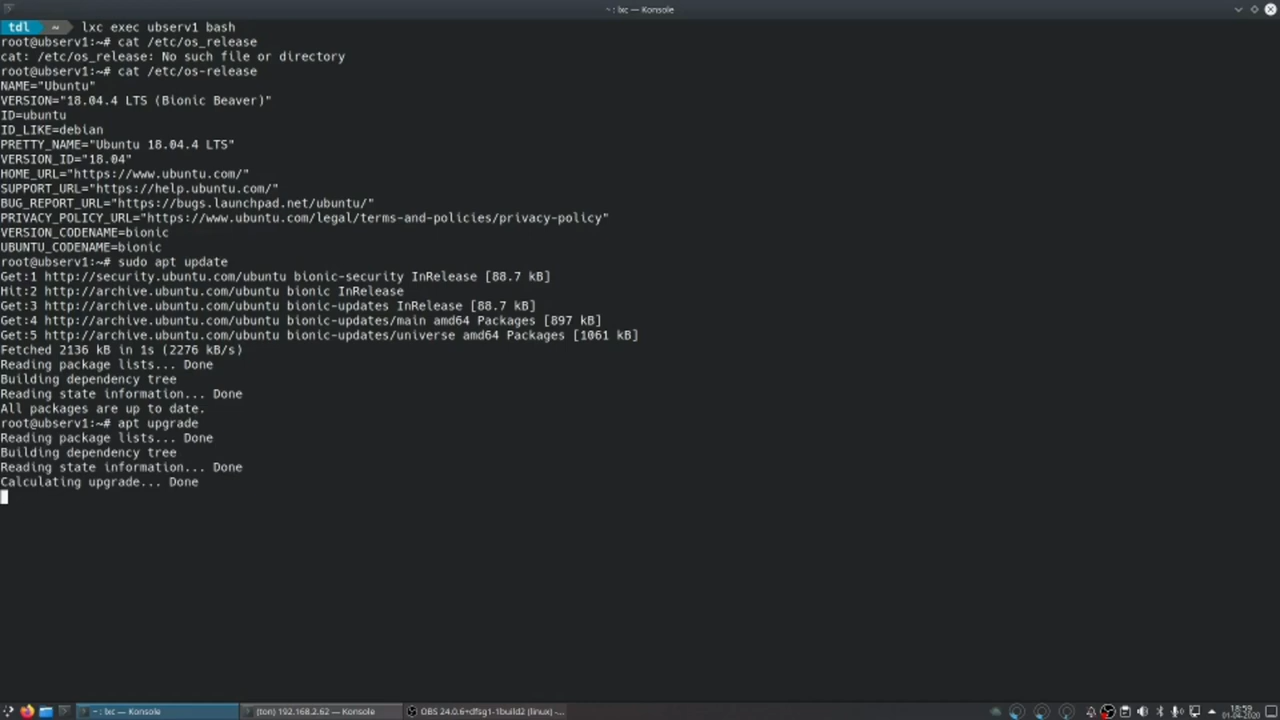 ~ : lxc — Konsole
tdl ~ lxc exec ubserv1 bash
root@ubserv1:~# cat /etc/os_release
cat: /etc/os_release: No such file or directory
root@ubserv1:~# cat /etc/os-release
NAME="Ubuntu"
VERSION="18.04.4 LTS (Bionic Beaver)"
ID=ubuntu
ID_LIKE=debian
PRETTY_NAME="Ubuntu 18.04.4 LTS"
VERSION_ID="18.04"
HOME_URL="https://www.ubuntu.com/"
SUPPORT_URL="https://help.ubuntu.com/"
BUG_REPORT_URL="https://bugs.launchpad.net/ubuntu/"
PRIVACY_POLICY_URL="https://www.ubuntu.com/legal/terms-and-policies/privacy-policy"
VERSION_CODENAME=bionic
UBUNTU_CODENAME=bionic
root@ubserv1:~# sudo apt update
Get:1 http://security.ubuntu.com/ubuntu bionic-security InRelease [88.7 kB]
Hit:2 http://archive.ubuntu.com/ubuntu bionic InRelease
Get:3 http://archive.ubuntu.com/ubuntu bionic-updates InRelease [88.7 kB]
Get:4 http://archive.ubuntu.com/ubuntu bionic-updates/main amd64 Packages [897 kB]
Get:5 http://archive.ubuntu.com/ubuntu bionic-updates/universe amd64 Packages [1061 kB]
Fetched 2136 kB in 1s (2276 kB/s)
Reading package lists... Done
Building dependency tree
Reading state information... Done
All packages are up to date.
root@ubserv1:~# apt upgrade
Reading package lists... Done
Building dependency tree
Reading state information... Done
Calculating upgrade... Done
~ : lxc — Konsole
(ton) 192.168.2.62 — Konsole
OBS 24.0.6+dfsg1-1build2 (linux) -...
18:59
01-04-2020